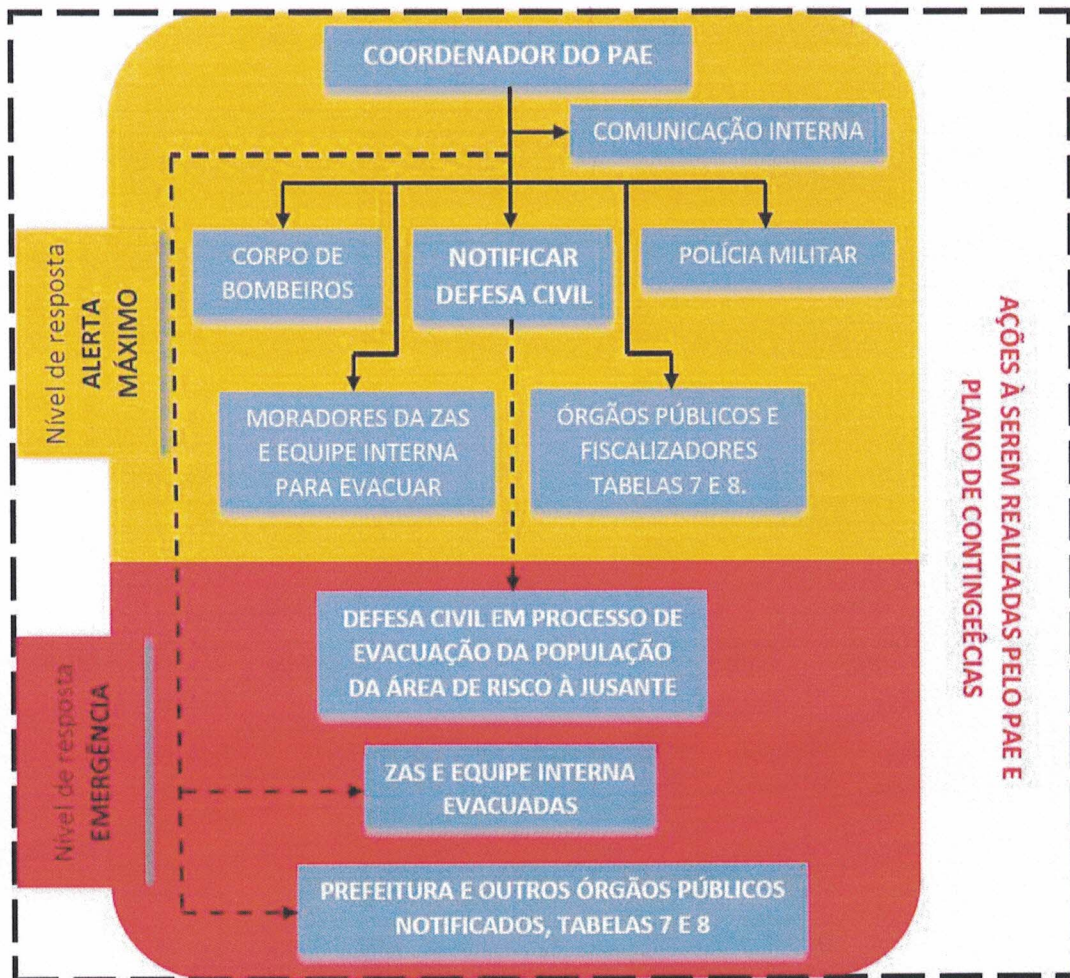 COORDENADOR DO PAE
COMUNICAÇÃO INTERNA
CORPO DE
BOMBEIROS
NOTIFICAR
DEFESA CIVIL
POLÍCIA MILITAR
MORADORES DA ZAS
E EQUIPE INTERNA
PARA EVACUAR
ÓRGÃOS PÚBLICOS E
FISCALIZADORES
TABELAS 7 E 8.
Nível de resposta
ALERTA
MÁXIMO
DEFESA CIVIL EM PROCESSO DE
EVACUAÇÃO DA POPULAÇÃO
DA ÁREA DE RISCO À JUSANTE
ZAS E EQUIPE INTERNA
EVACUADAS
PREFEITURA E OUTROS ÓRGÃOS PÚBLICOS
NOTIFICADOS, TABELAS 7 E 8
Nível de resposta
EMERGÊNCIA
AÇÕES À SEREM REALIZADAS PELO PAE E
PLANO DE CONTINGEÊCIAS